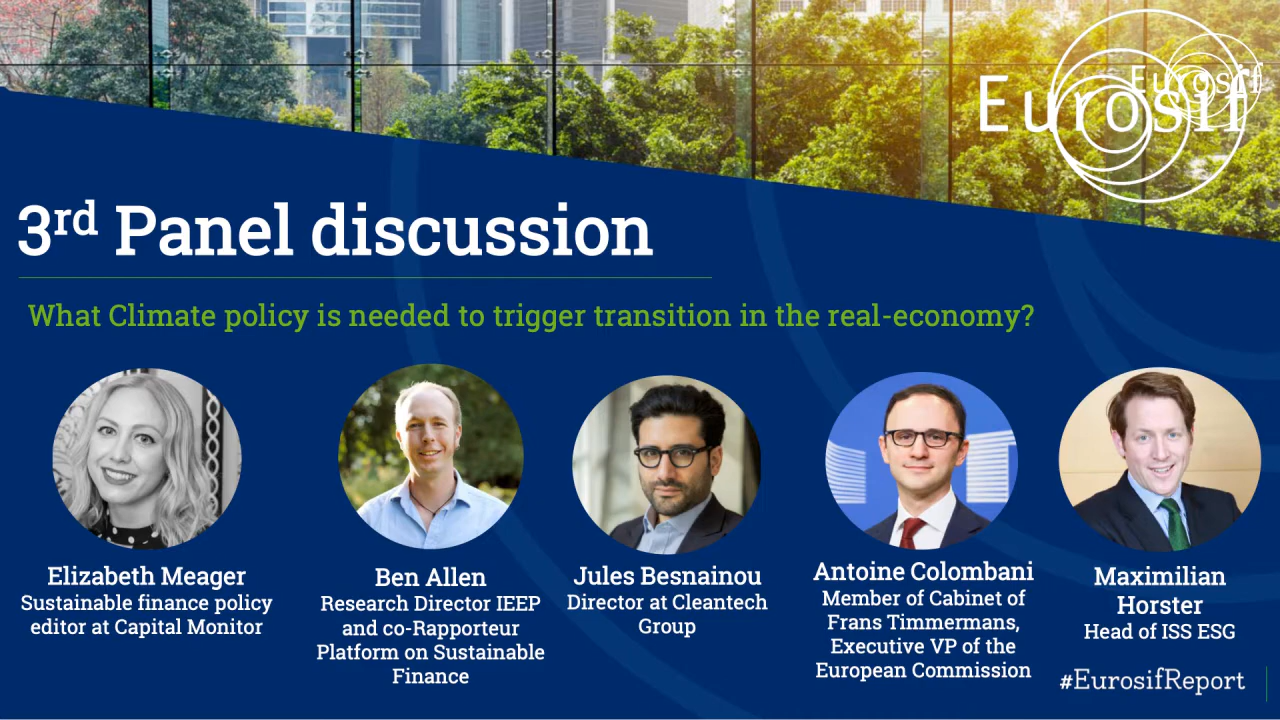 Eurosif
Eurosif
3rd Panel discussion
What Climate policy is needed to trigger transition in the real-economy?
Elizabeth Meager
Sustainable finance policy
editor at Capital Monitor
Ben Allen
Research Director IEEP
and co-Rapporteur
Platform on Sustainable
Finance
Jules Besnainou
Director at Cleantech
Group
Antoine Colombani
Member of Cabinet of
Frans Timmermans,
Executive VP of the
European Commission
Maximilian
Horster
Head of ISS ESG
#EurosifReport